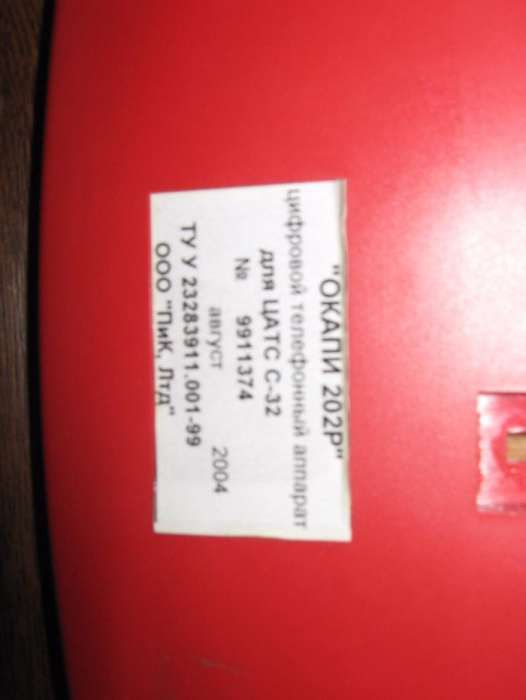 "ОКАПИ 202Р"
цифровой телефонный аппарат
для ЦАТС С-32
№ 9911374
август 2004
ТУ У 23283911.001-99
ООО "ПиК, Лтд"